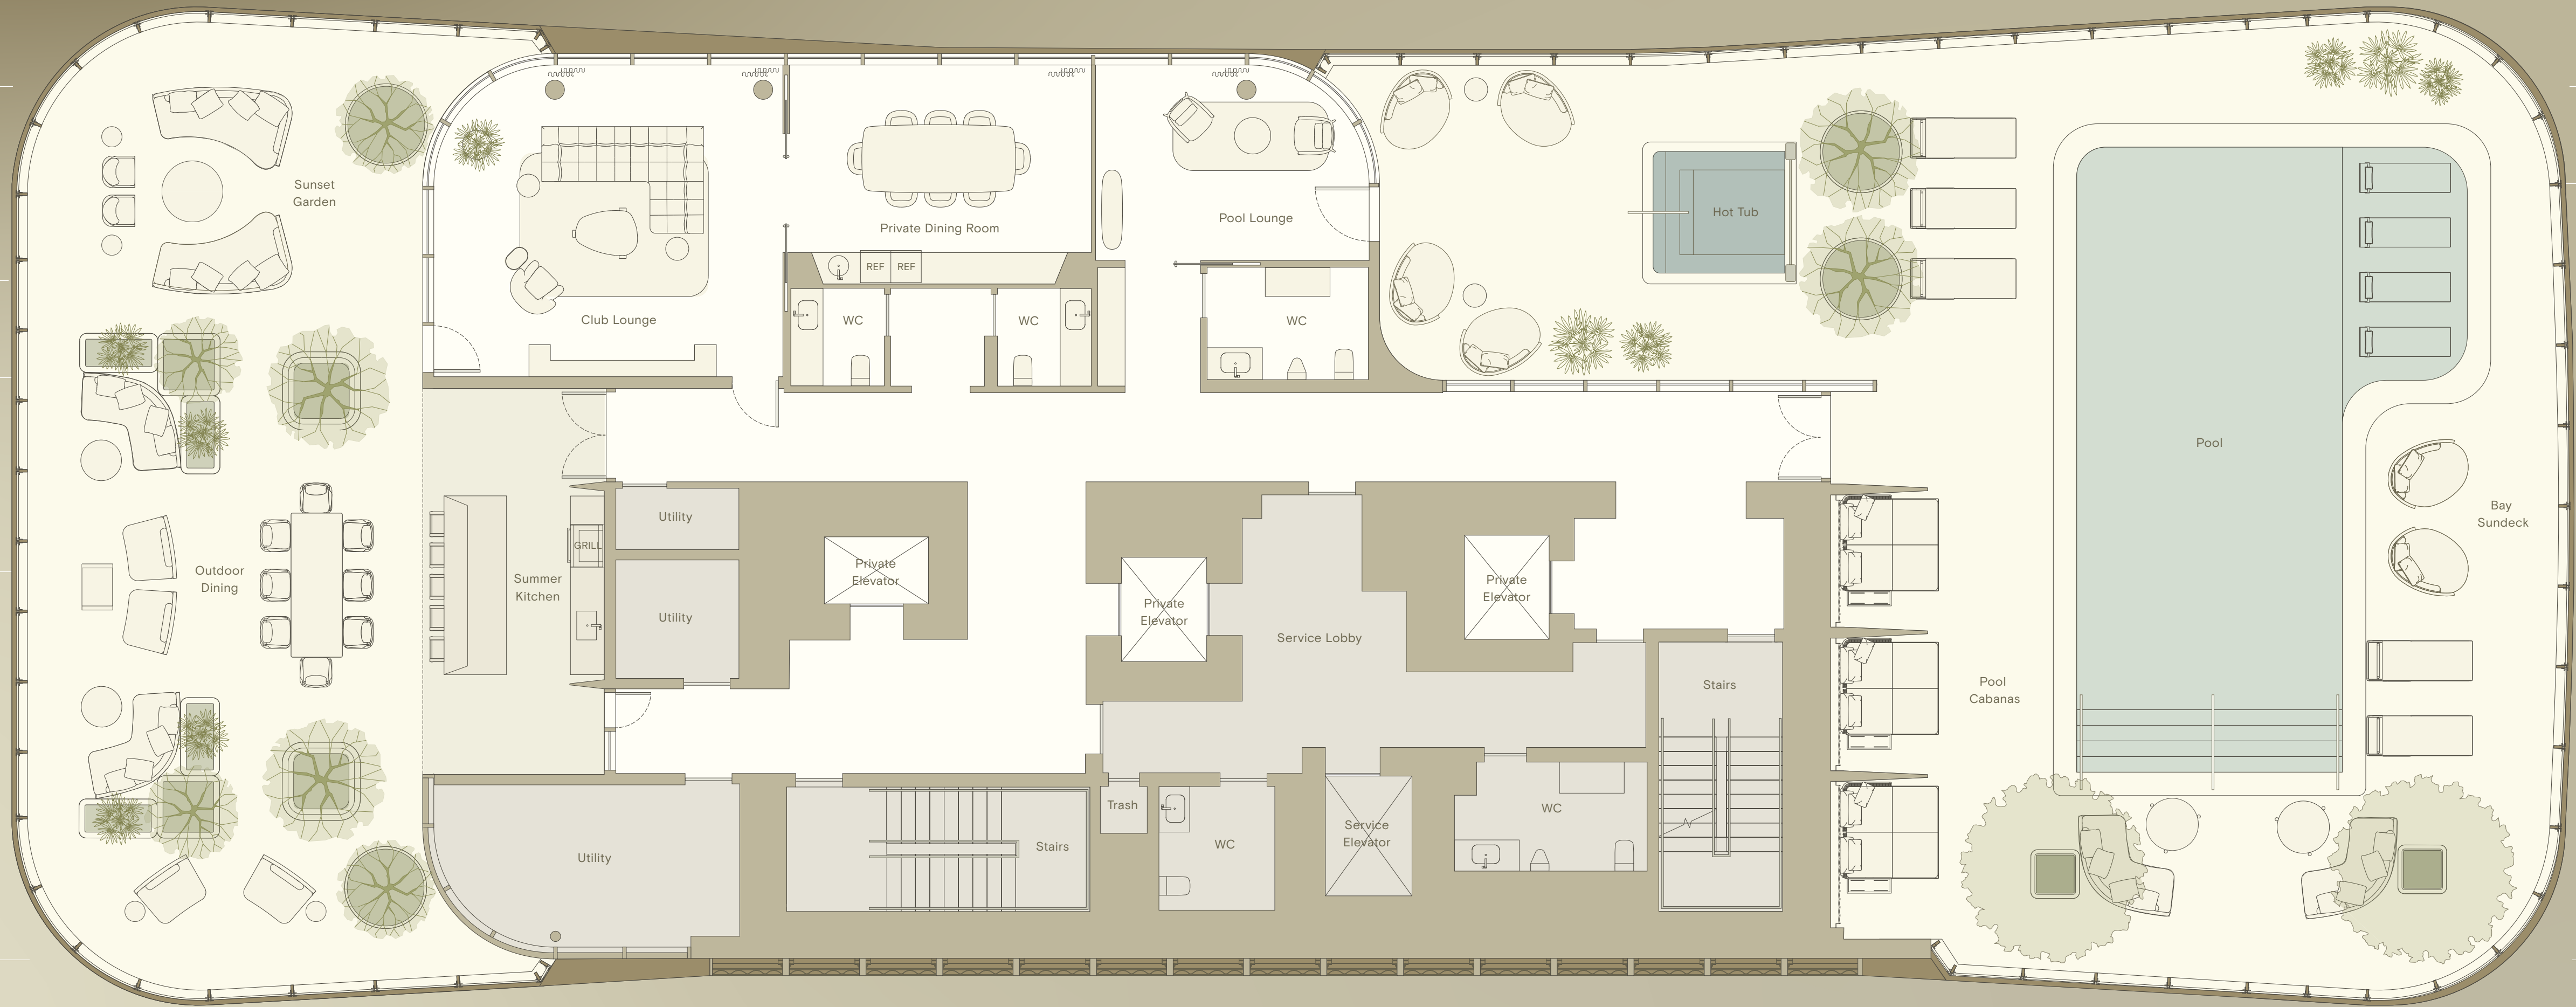 Sunset
Garden
Club Lounge
Private Dining Room
REF
REF
WC
WC
Pool Lounge
WC
Hot Tub
Pool
Bay
Sundeck
Outdoor
Dining
Summer
Kitchen
GRILL
Utility
Utility
Private
Elevator
Private
Elevator
Service Lobby
Private
Elevator
Stairs
Pool
Cabanas
Utility
Stairs
Trash
WC
Service
Elevator
WC